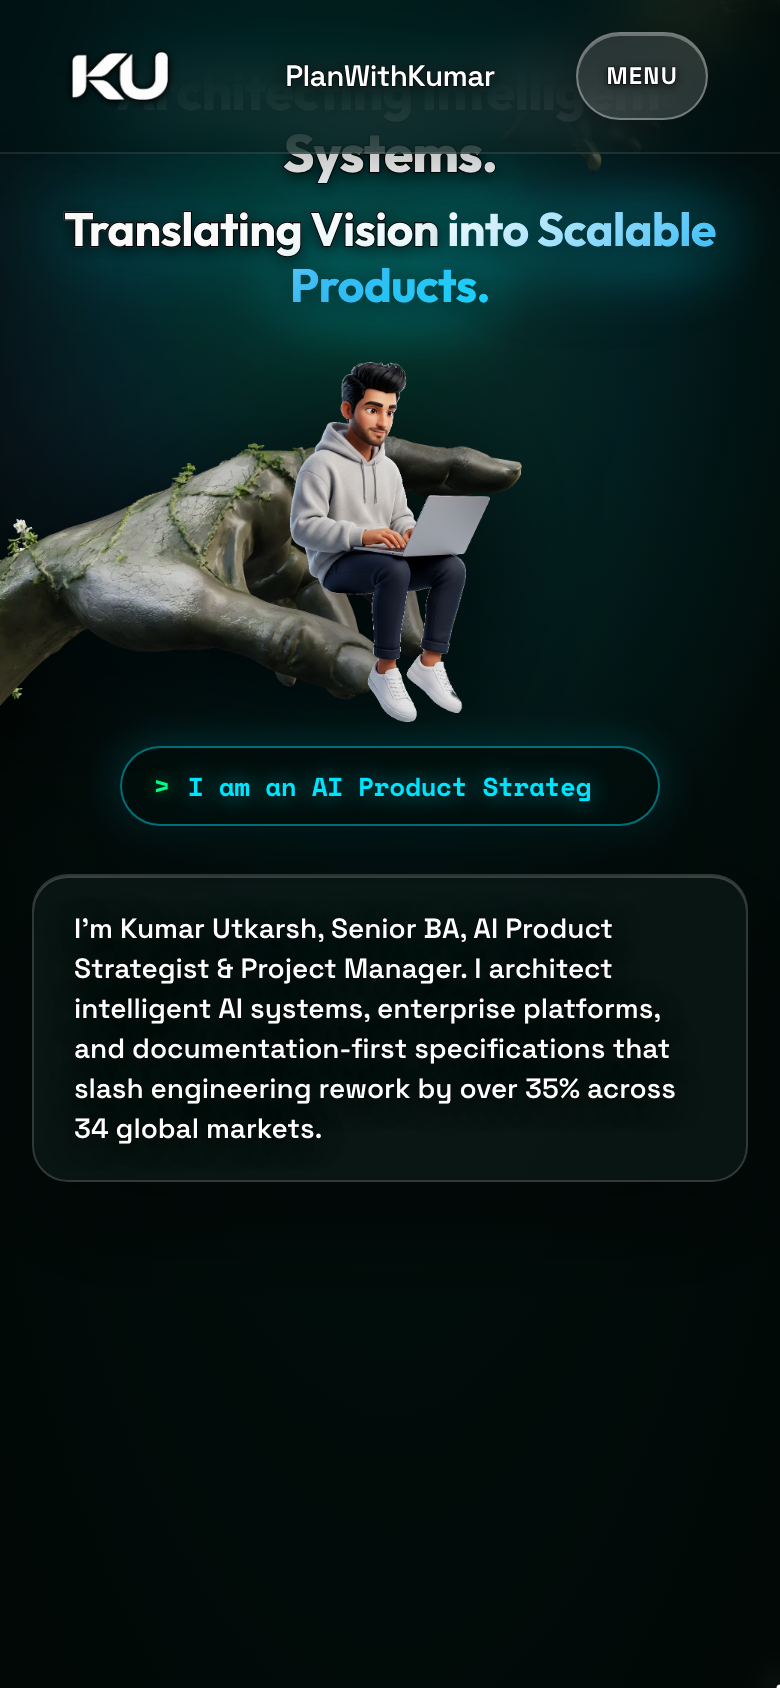 KU
PlanWithKumar
MENU
Architecting Intelligent
Systems.
Translating Vision into Scalable
Products.
> I am an AI Product Strateg
I'm Kumar Utkarsh, Senior BA, AI Product
Strategist & Project Manager. I architect
intelligent AI systems, enterprise platforms,
and documentation-first specifications that
slash engineering rework by over 35% across
34 global markets.